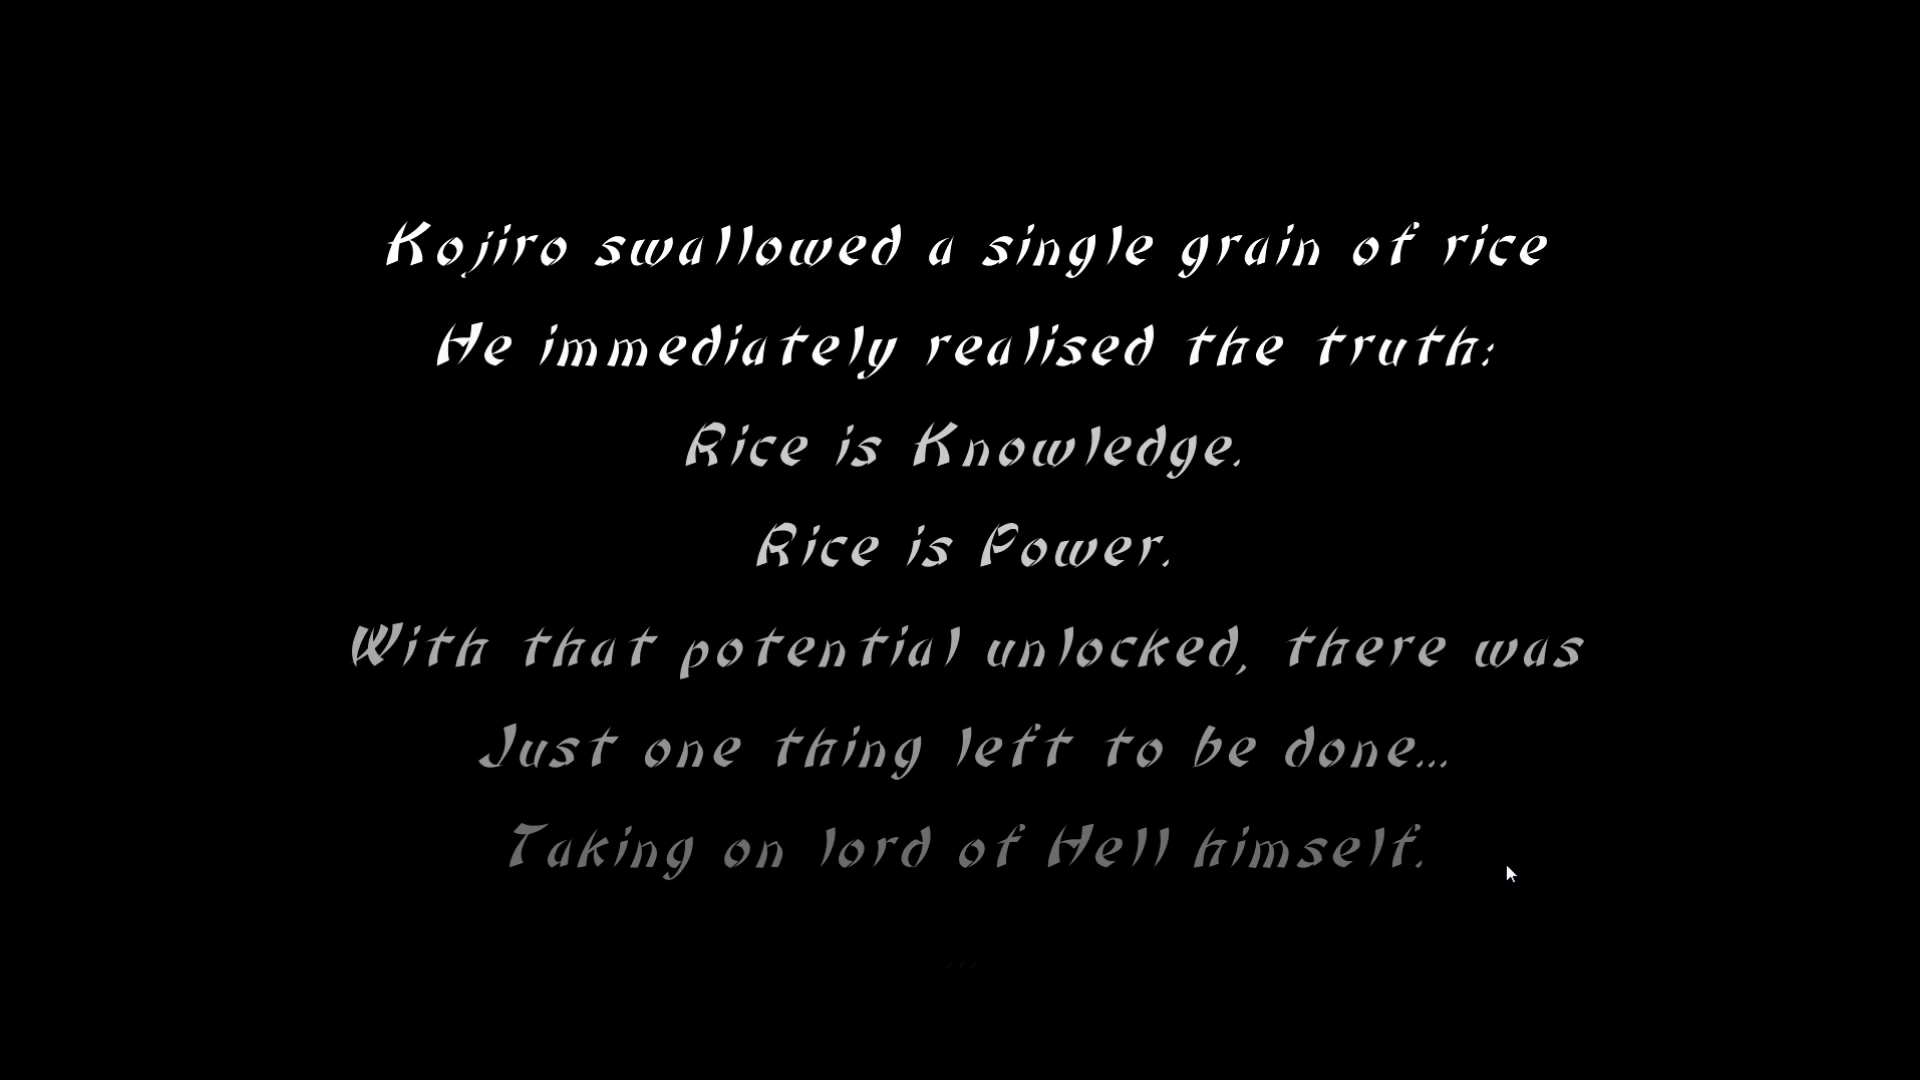 Kojiro swallowed a single grain of rice
He immediately realised the truth:
Rice is Knowledge.
Rice is Power.
With that potential unlocked, there was
Just one thing left to be done...
Taking on lord of Hell himself.
...